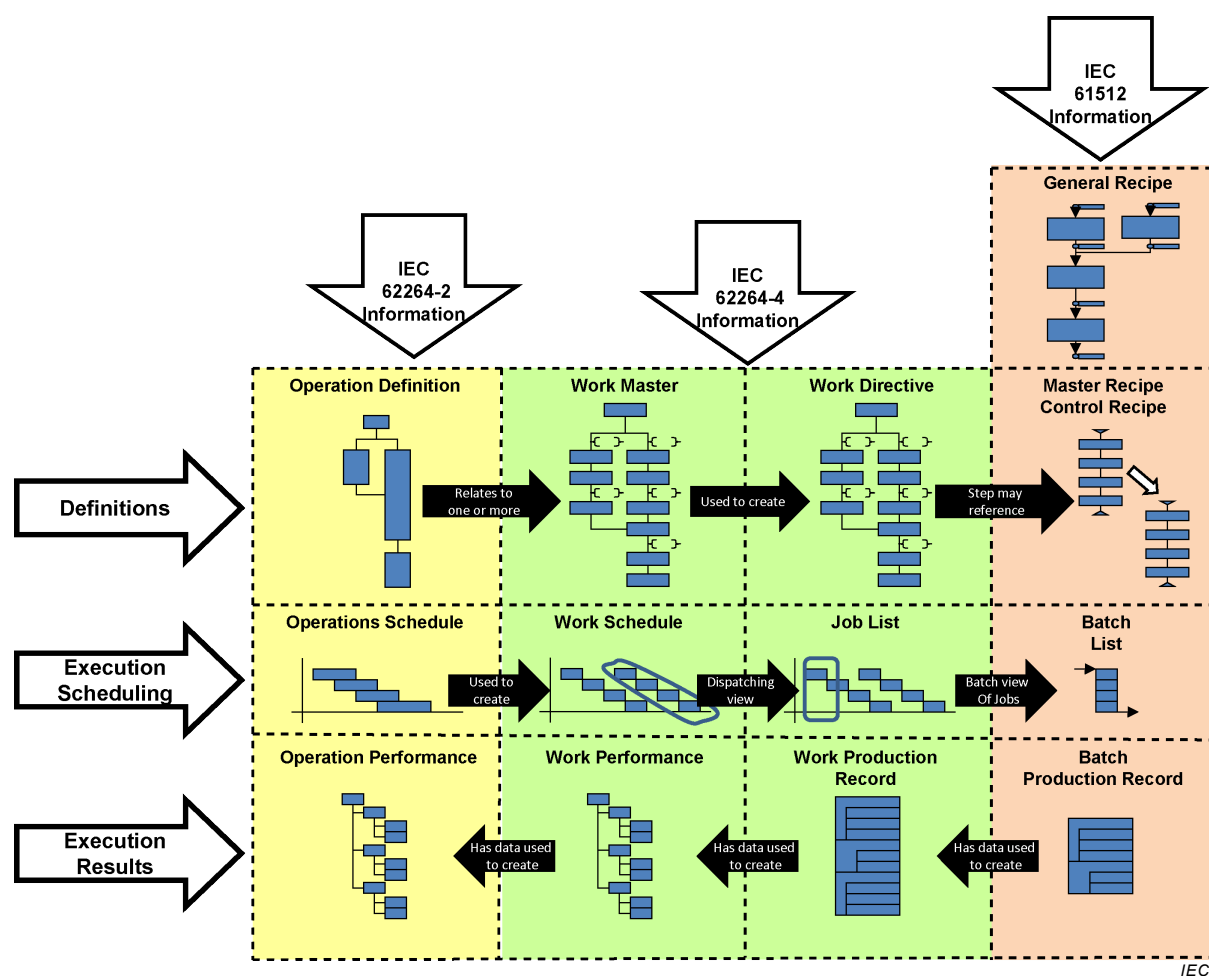 IEC
61512
Information
General Recipe
IEC
62264-2
Information
IEC
62264-4
Information
Operation Definition
Work Master
Work Directive
Master Recipe
Control Recipe
Definitions
Relates to
one or more
Used to create
Step may
reference
Operations Schedule
Work Schedule
Job List
Batch
List
Execution
Scheduling
Used to
create
Dispatching
view
Batch view
Of Jobs
Operation Performance
Work Performance
Work Production
Record
Batch
Production Record
Execution
Results
Has data used
to create
Has data used
to create
Has data used
to create
IEC